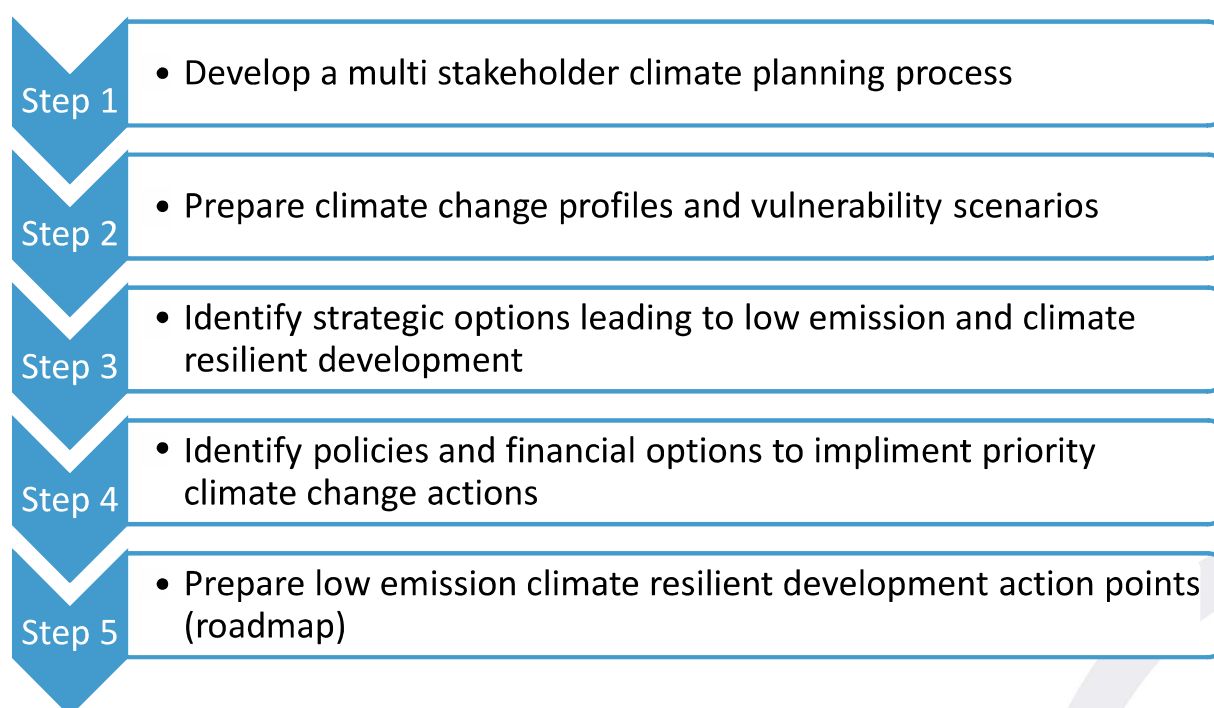 Step 1
• Develop a multi stakeholder climate planning process
Step 2
• Prepare climate change profiles and vulnerability scenarios
Step 3
• Identify strategic options leading to low emission and climate
resilient development
Step 4
• Identify policies and financial options to impliment priority
climate change actions
Step 5
• Prepare low emission climate resilient development action points
(roadmap)